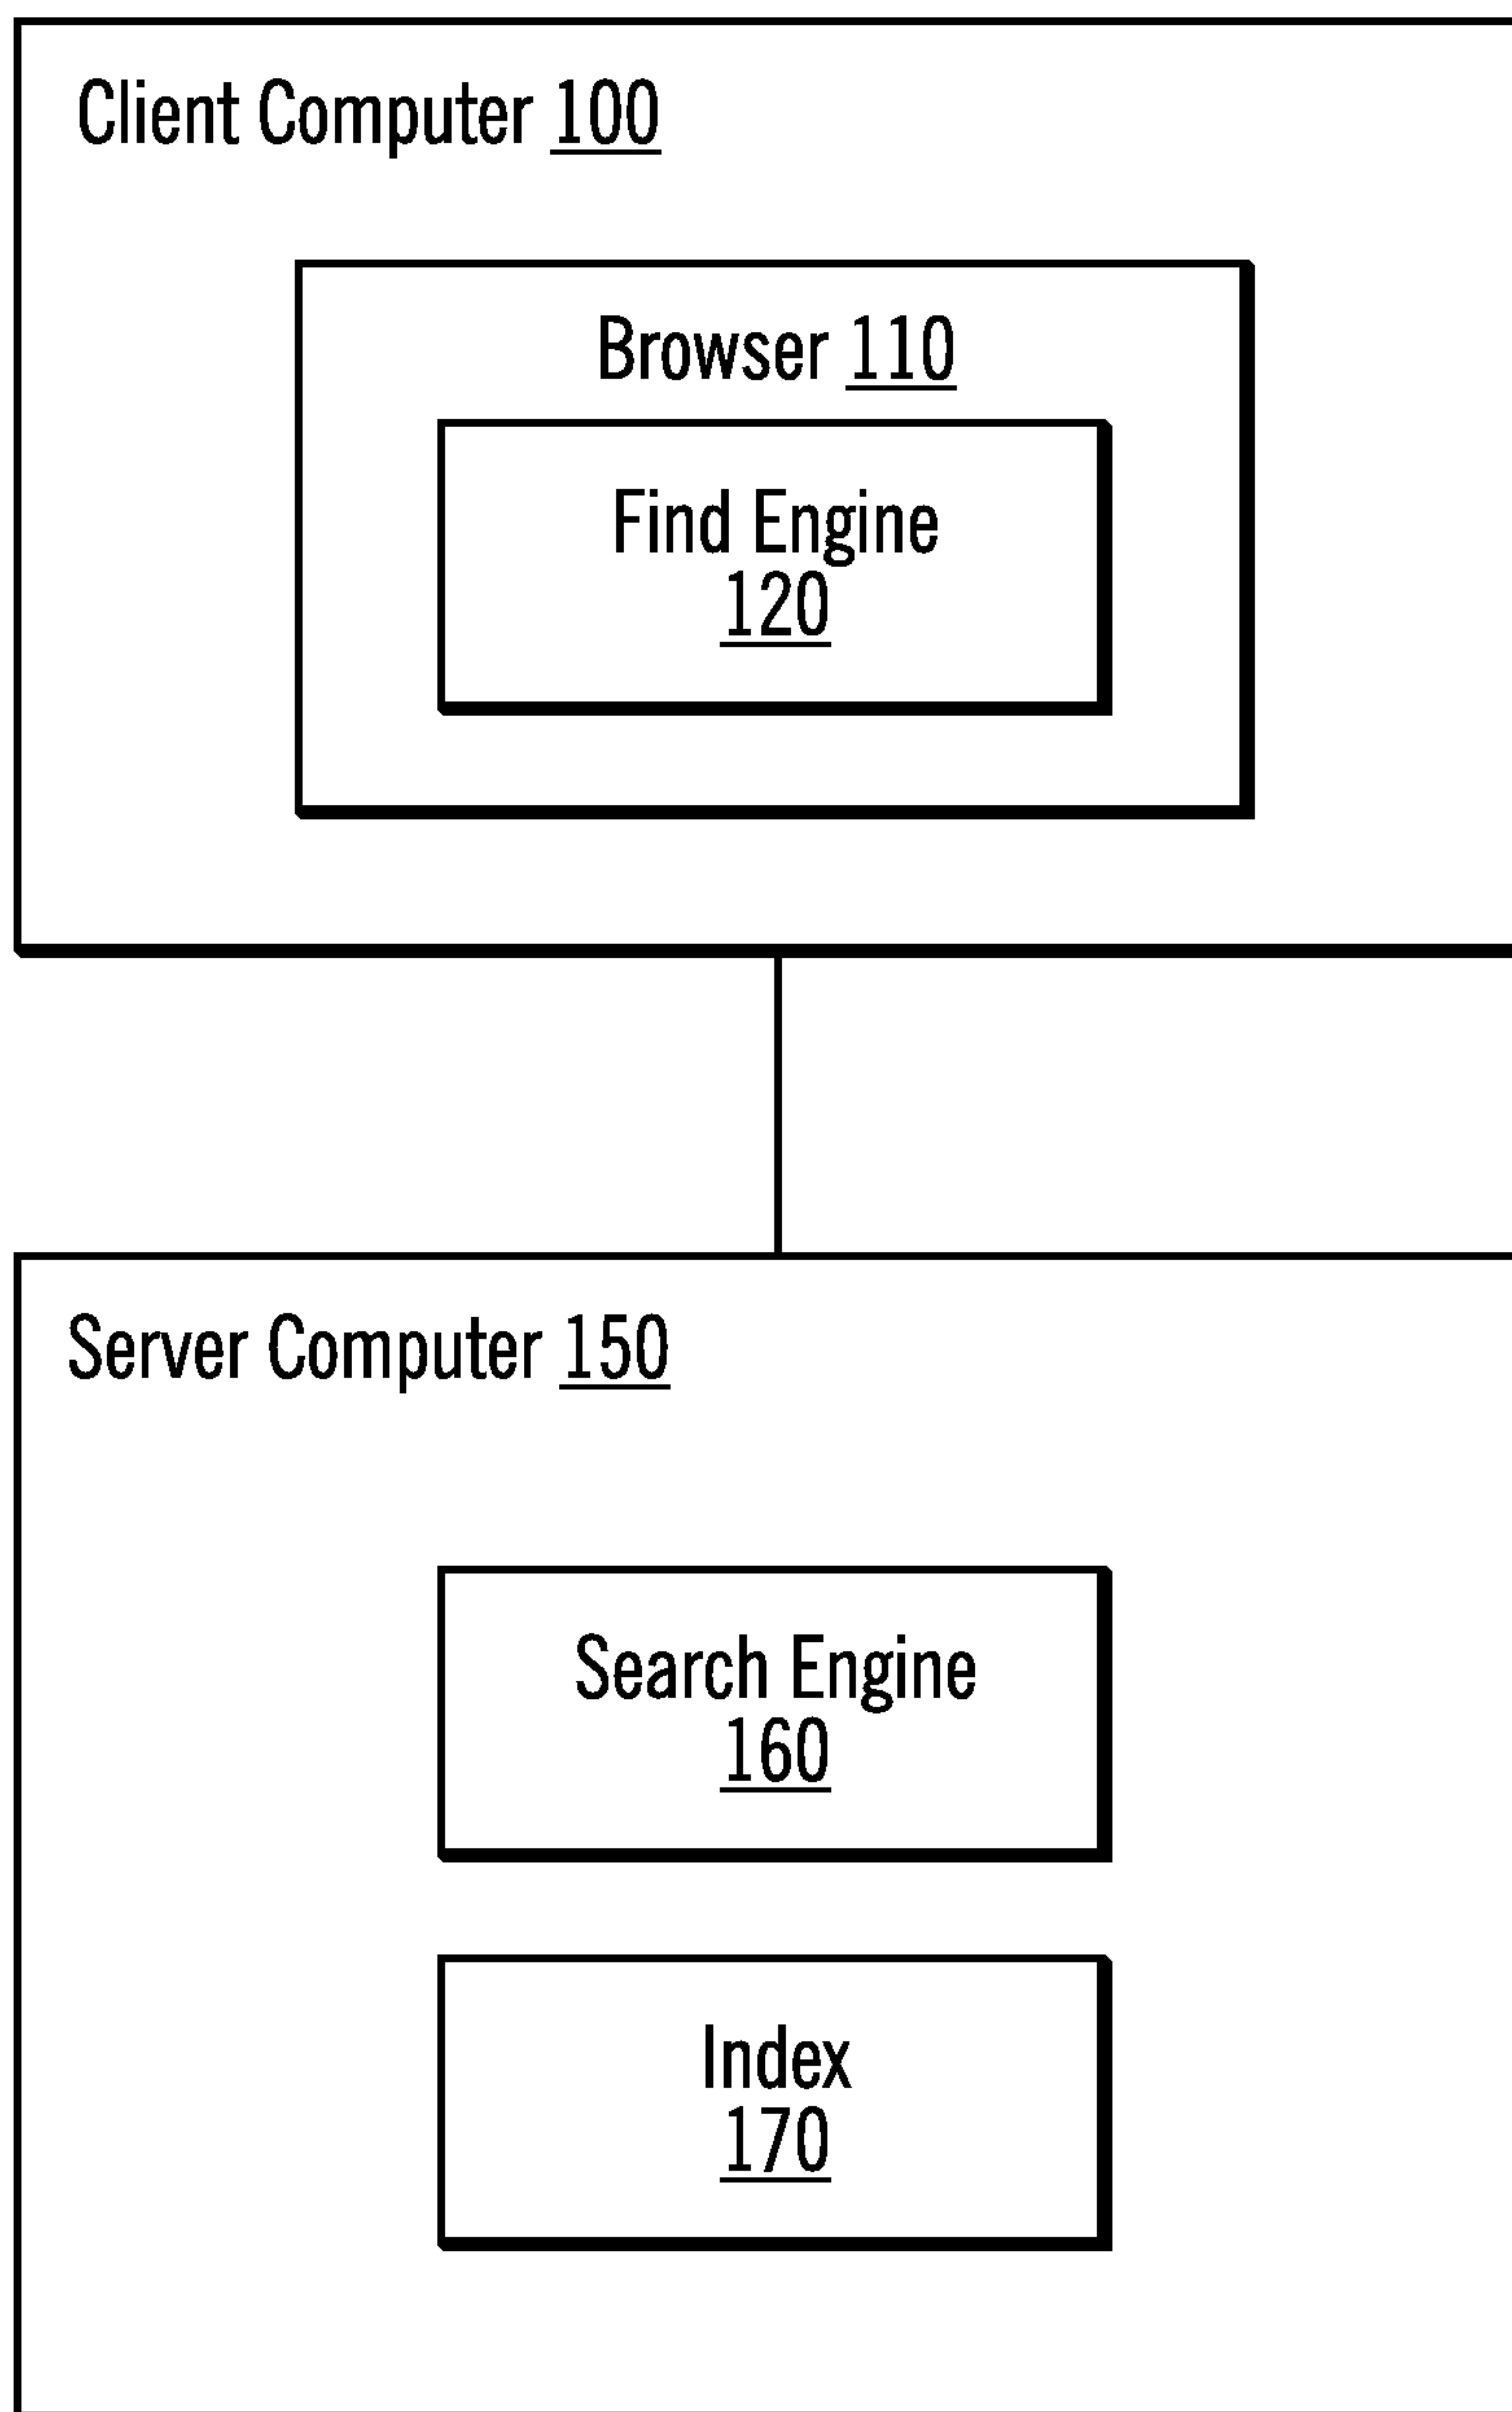 Client Computer 100
Browser 110
Find Engine
120
Server Computer 150
Search Engine
160
Index
170